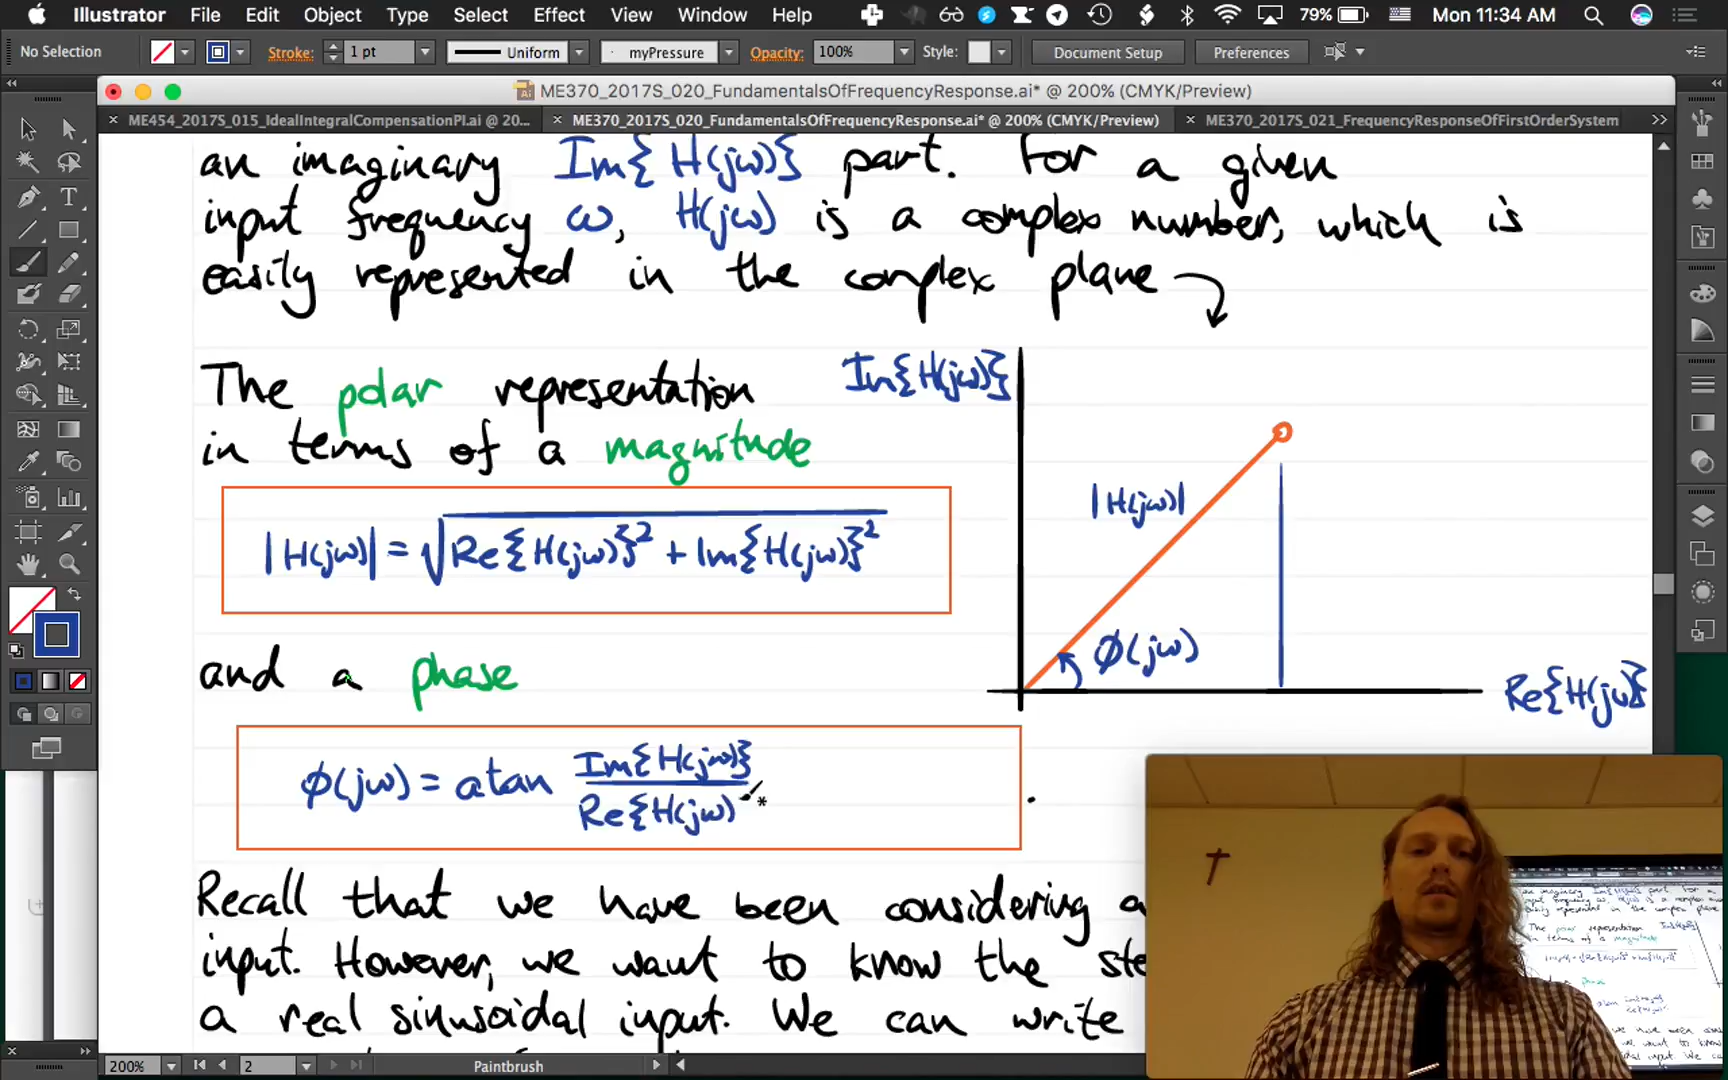 Illustrator File Edit Object Type Select Effect View Window Help 79% Mon 11:34 AM
No Selection Stroke: 1 pt Uniform myPressure Opacity: 100% Style: Document Setup Preferences
ME370_2017S_020_FundamentalsOfFrequencyResponse.ai* @ 200% (CMYK/Preview)
ME454_2017S_015_IdealIntegralCompensationPI.ai @ 20... ME370_2017S_020_FundamentalsOfFrequencyResponse.ai* @ 200% (CMYK/Preview) ME370_2017S_021_FrequencyResponseOfFirstOrderSystem
an imaginary Im{H(jω)} part. For a given
input frequency ω, H(jω) is a complex number, which is
easily represented in the complex plane
The polar representation
in terms of a magnitude
|H(jω)| = √Re{H(jω)}² + Im{H(jω)}²
and a phase
φ(jω) = atan Im{H(jω)}
Re{H(jω)
.
Im{H(jω)}
|H(jω)|
φ(jω)
Re{H(jω)}
Recall that we have been considering a
input. However, we want to know the ste
a real sinusoidal input. We can write
200% 2 Paintbrush